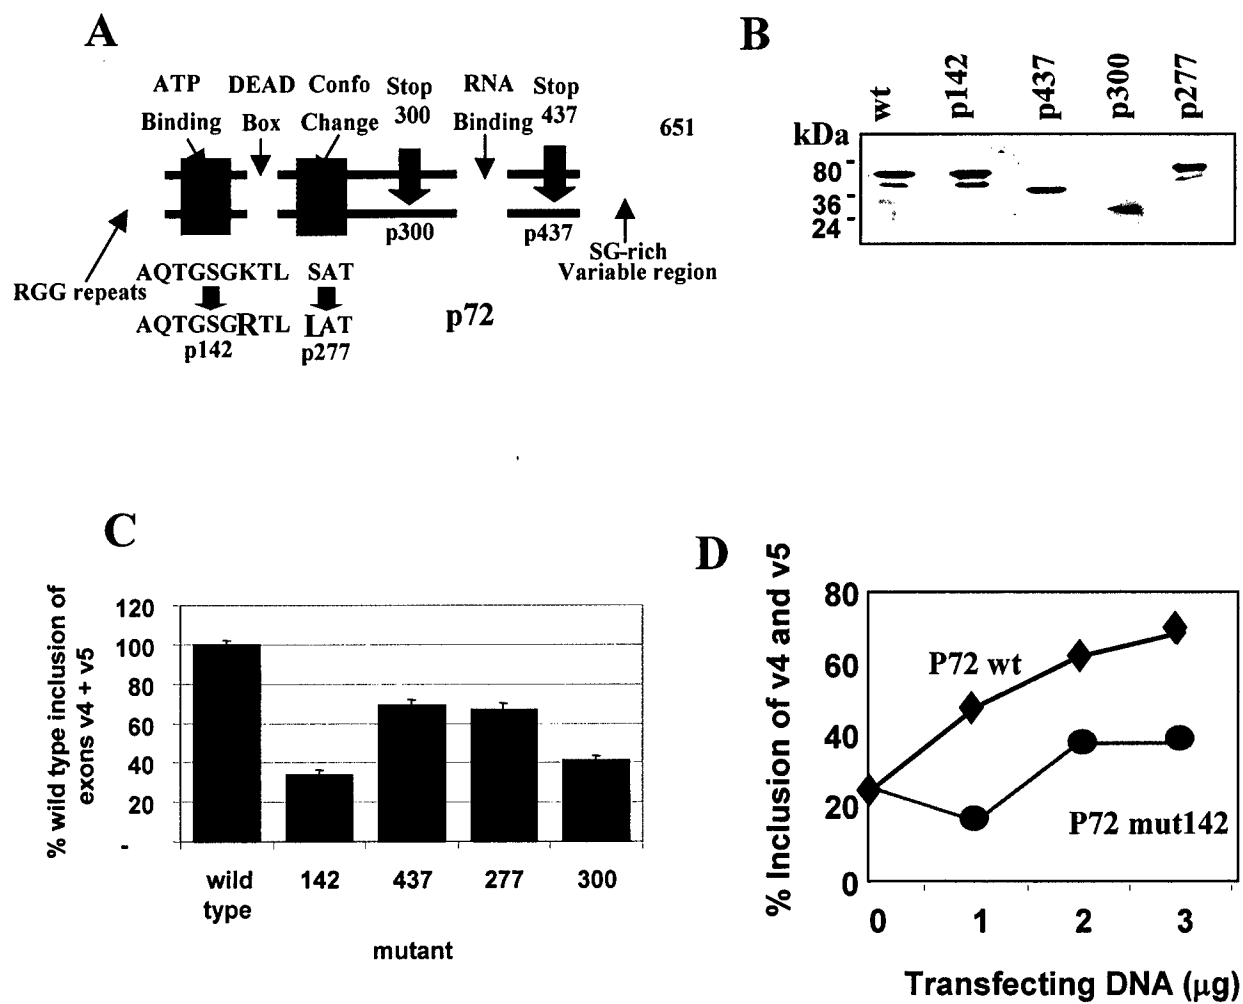 A
ATP DEAD Confo Stop RNA Stop
300 437
Binding Box Change Binding
651
p300 p437
SG-rich
Variable region
RGG repeats
AQTGSGKTL SAT
AQTGSGRTL LAT
p142 p277
p72
B
wt p142 p437 p300 p277
kDa
80
36
24
C
% wild type inclusion of
exons v4 + v5
120
100
80
60
40
20
-
wild
type
142 437 277 300
mutant
D
% Inclusion of v4 and v5
80
60
40
20
0
P72 wt
P72 mut142
0 1 2 3
Transfecting DNA (µg)